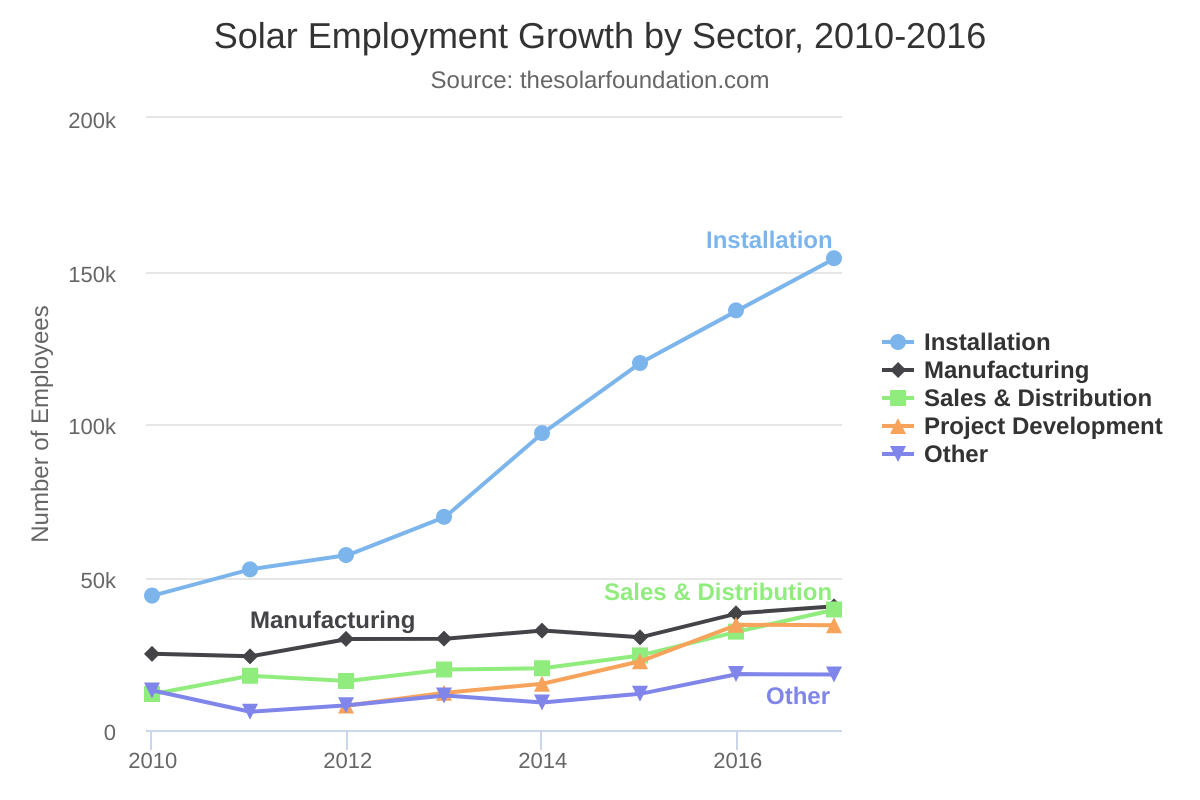 Solar Employment Growth by Sector, 2010-2016
Source: thesolarfoundation.com
Number of Employees
200k
150k
100k
50k
0
2010
2012
2014
2016
Installation
Manufacturing
Sales & Distribution
Other
Installation
Manufacturing
Sales & Distribution
Project Development
Other